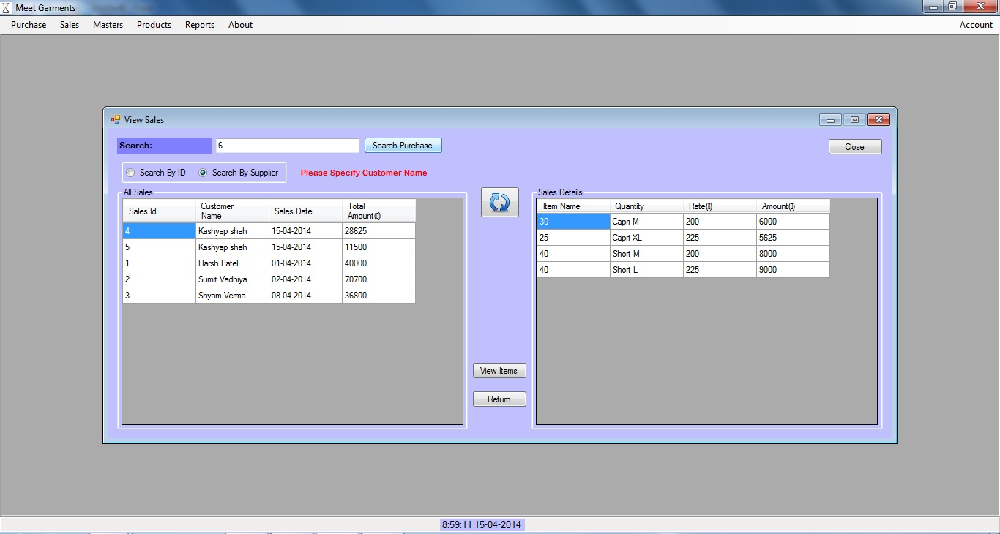 Meet Garments
Purchase Sales Masters Products Reports About Account
View Sales
Search: 6 Search Purchase Close
Search By ID Search By Supplier Please Specify Customer Name
All Sales
Sales Id Customer Name Sales Date Total Amount(▯)
4 Kashyap shah 15-04-2014 28625
5 Kashyap shah 15-04-2014 11500
1 Harsh Patel 01-04-2014 40000
2 Sumit Vadhiya 02-04-2014 70700
3 Shyam Verma 08-04-2014 36800
View Items
Return
Sales Details
Item Name Quantity Rate(▯) Amount(▯)
30 Capri M 200 6000
25 Capri XL 225 5625
40 Short M 200 8000
40 Short L 225 9000
8:59:11 15-04-2014